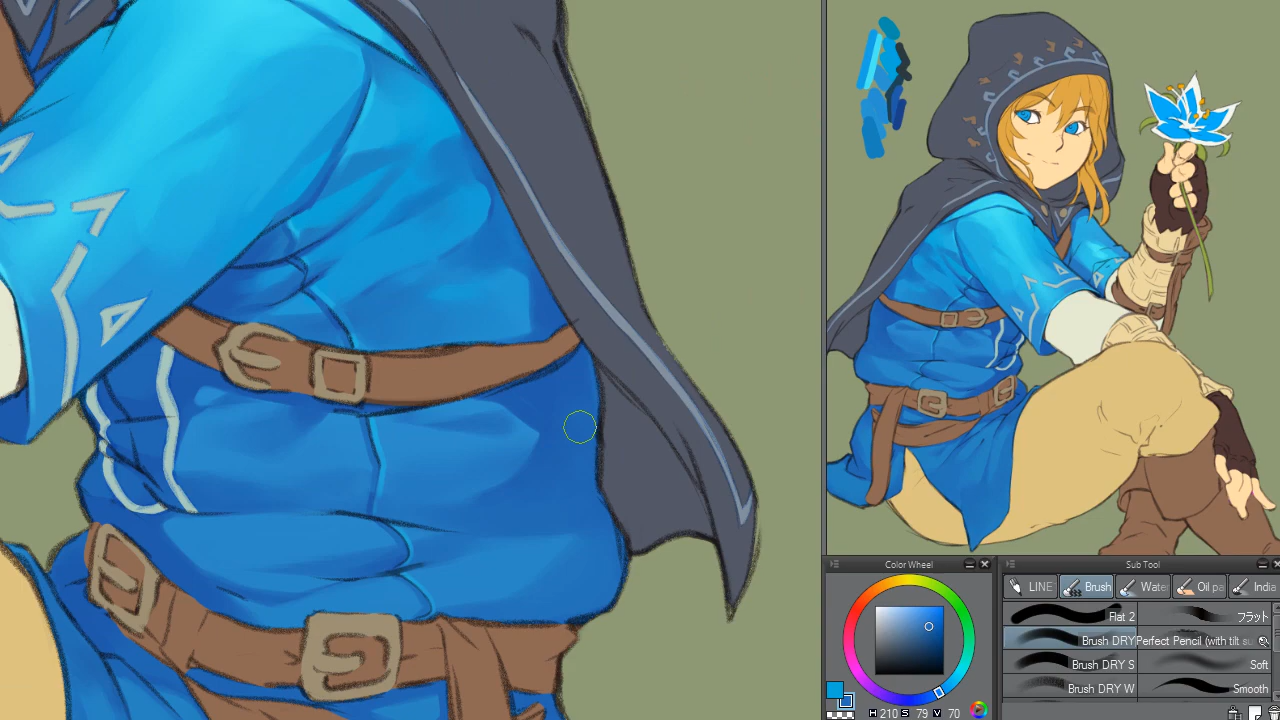 Color Wheel
Sub Tool
LINE
Brush
Wate
Oil pa
India
Flat 2
フラット
Brush DRY
Perfect Pencil (with tilt su
Brush DRY S
Soft
Brush DRY W
Smooth
H 210 S 79 V 70